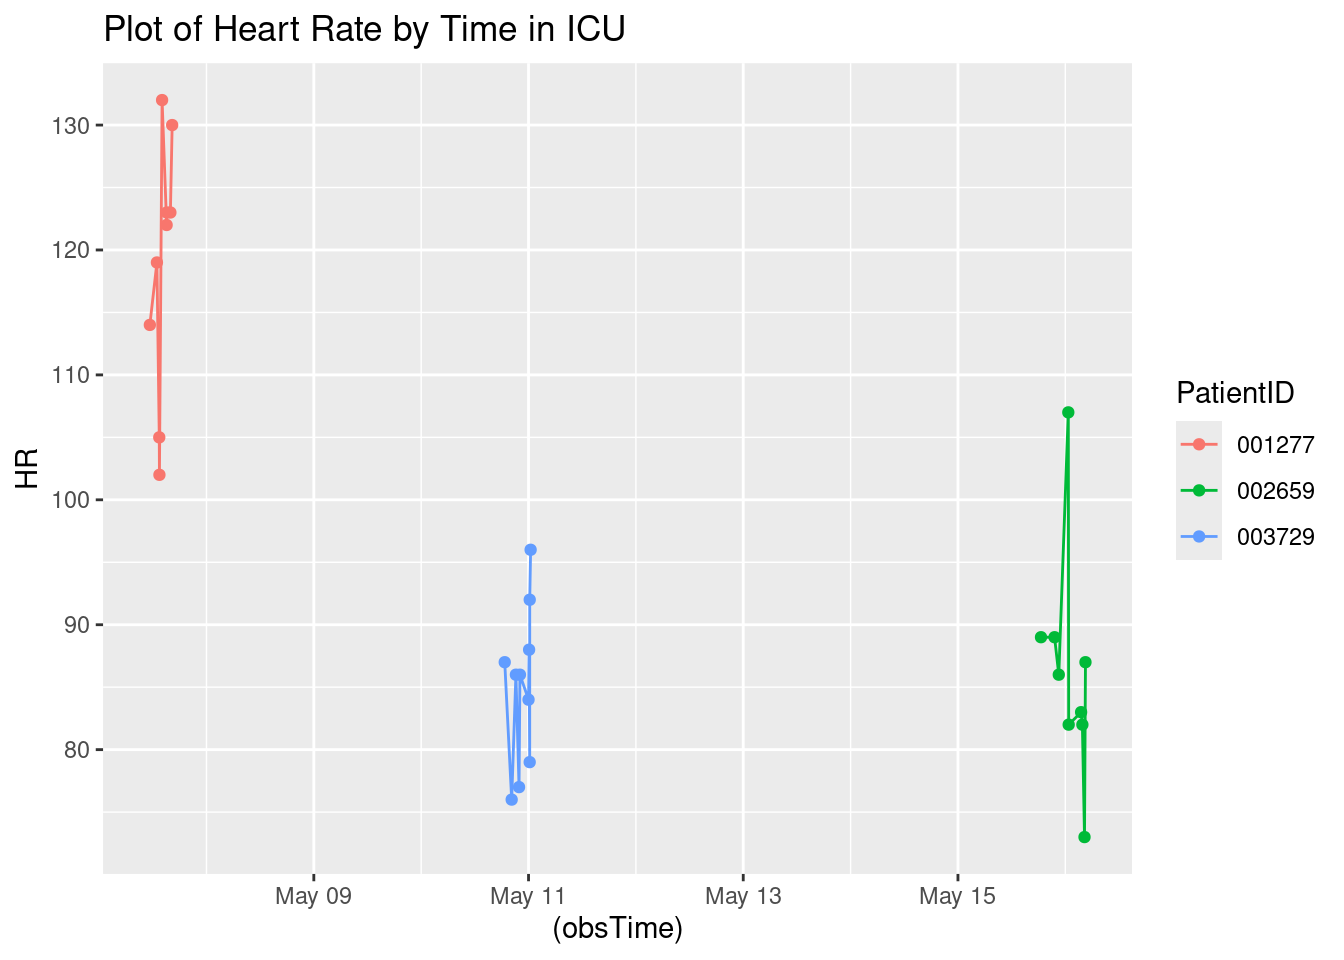 Plot of Heart Rate by Time in ICU
130
120
110
100
90
80
HR
May 09
May 11
May 13
May 15
(obsTime)
PatientID
001277
002659
003729